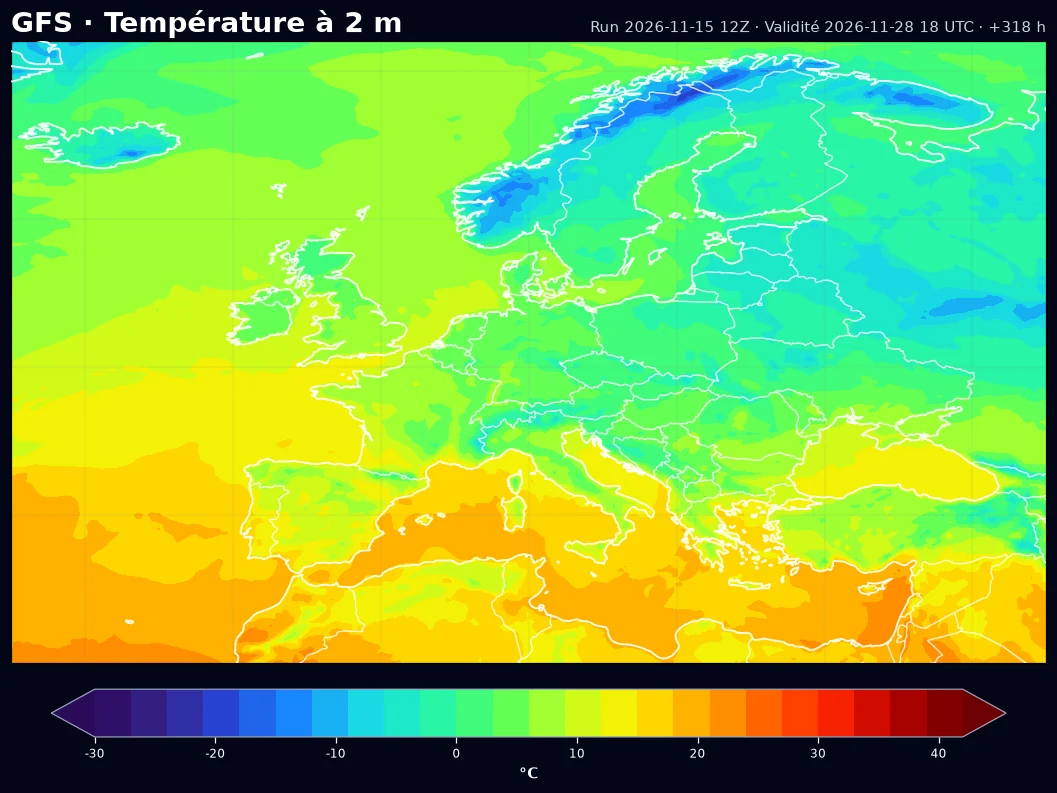 GFS · Température à 2 m
Run 2026-11-15 12Z · Validité 2026-11-28 18 UTC · +318 h
-30 -20 -10 0 10 20 30 40
°C